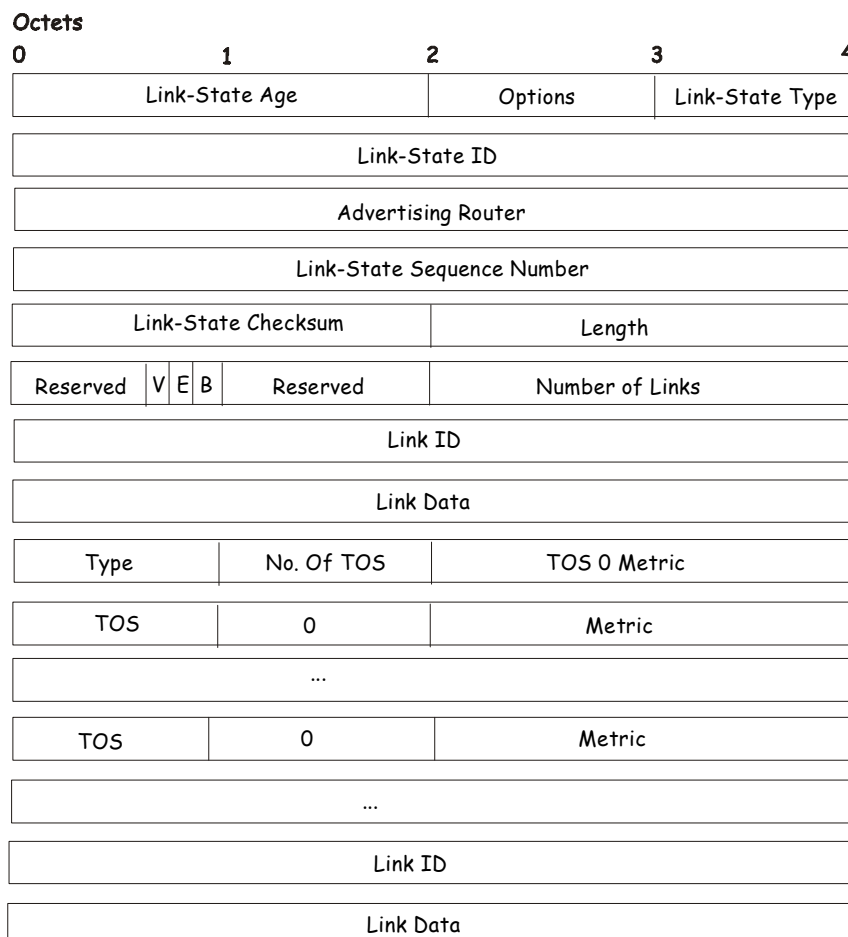 Octets
0 1 2 3 4
Link-State Age Options Link-State Type
Link-State ID
Advertising Router
Link-State Sequence Number
Link-State Checksum Length
Reserved V E B Reserved Number of Links
Link ID
Link Data
Type No. Of TOS TOS 0 Metric
TOS 0 Metric
...
TOS 0 Metric
...
Link ID
Link Data